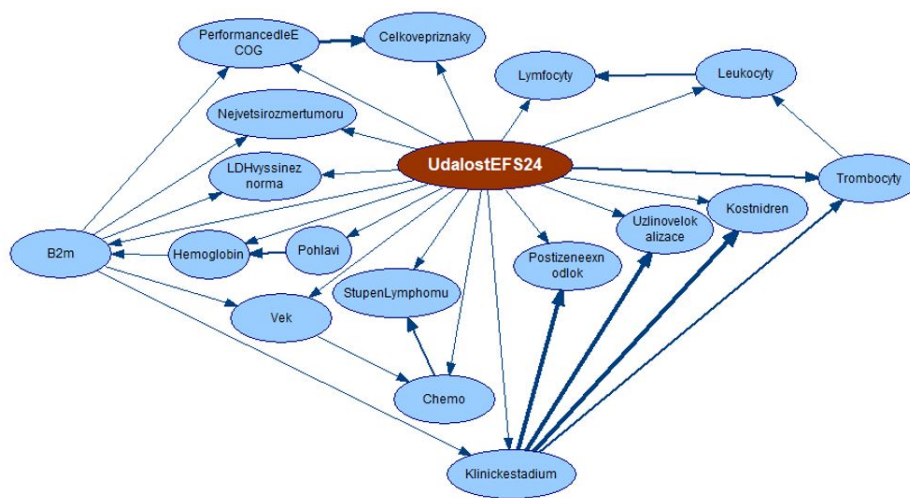 PerformancedleE
COG
Celkovepriznaky
Lymfocyty
Leukocyty
Nejvetsirozmertumoru
UdalostEFS24
LDHvyssinez
norma
Trombocyty
Kostnidren
Uzlinovelok
alizace
B2m
Hemoglobin
Pohlavi
Postizeneexn
odlok
StupenLymphomu
Vek
Chemo
Klinickestadium